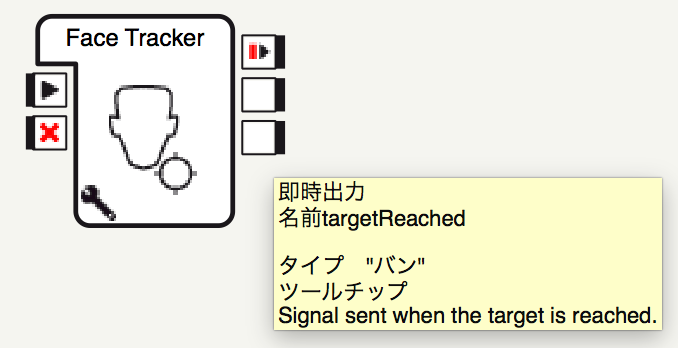 Face Tracker
即時出力
名前targetReached
タイプ　"バン"
ツールチップ
Signal sent when the target is reached.